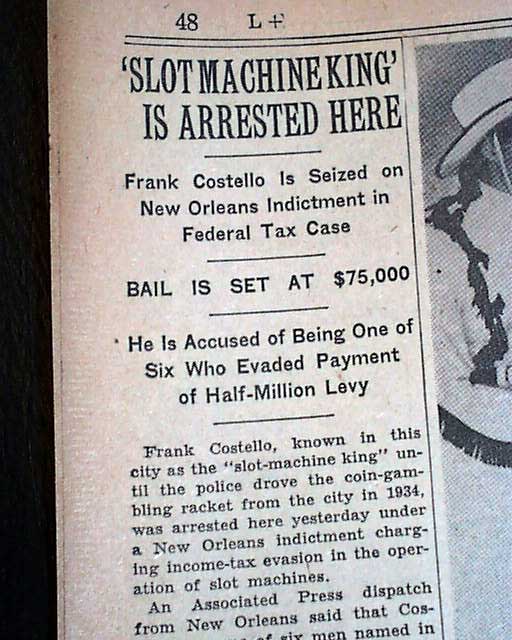 48 L+
'SLOT MACHINE KING'
IS ARRESTED HERE
Frank Costello Is Seized on
New Orleans Indictment in
Federal Tax Case
BAIL IS SET AT $75,000
He Is Accused of Being One of
Six Who Evaded Payment
of Half-Million Levy
Frank Costello, known in this
city as the "slot-machine king" un-
til the police drove the coin-gam-
bling racket from the city in 1934,
was arrested here yesterday under
a New Orleans indictment charg-
ing income-tax evasion in the oper-
ation of slot machines.
An Associated Press dispatch
from New Orleans said that Cos-
of six men named in